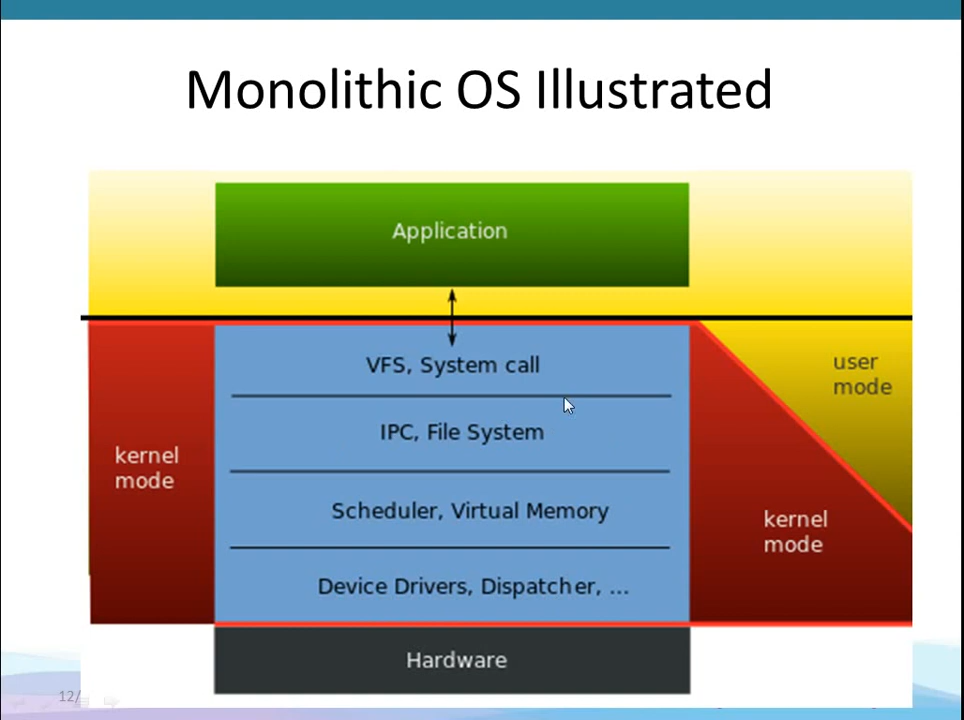 Monolithic OS Illustrated
Application
VFS, System call
user
mode
IPC, File System
kernel
mode
Scheduler, Virtual Memory
kernel
mode
Device Drivers, Dispatcher, ...
Hardware
12/